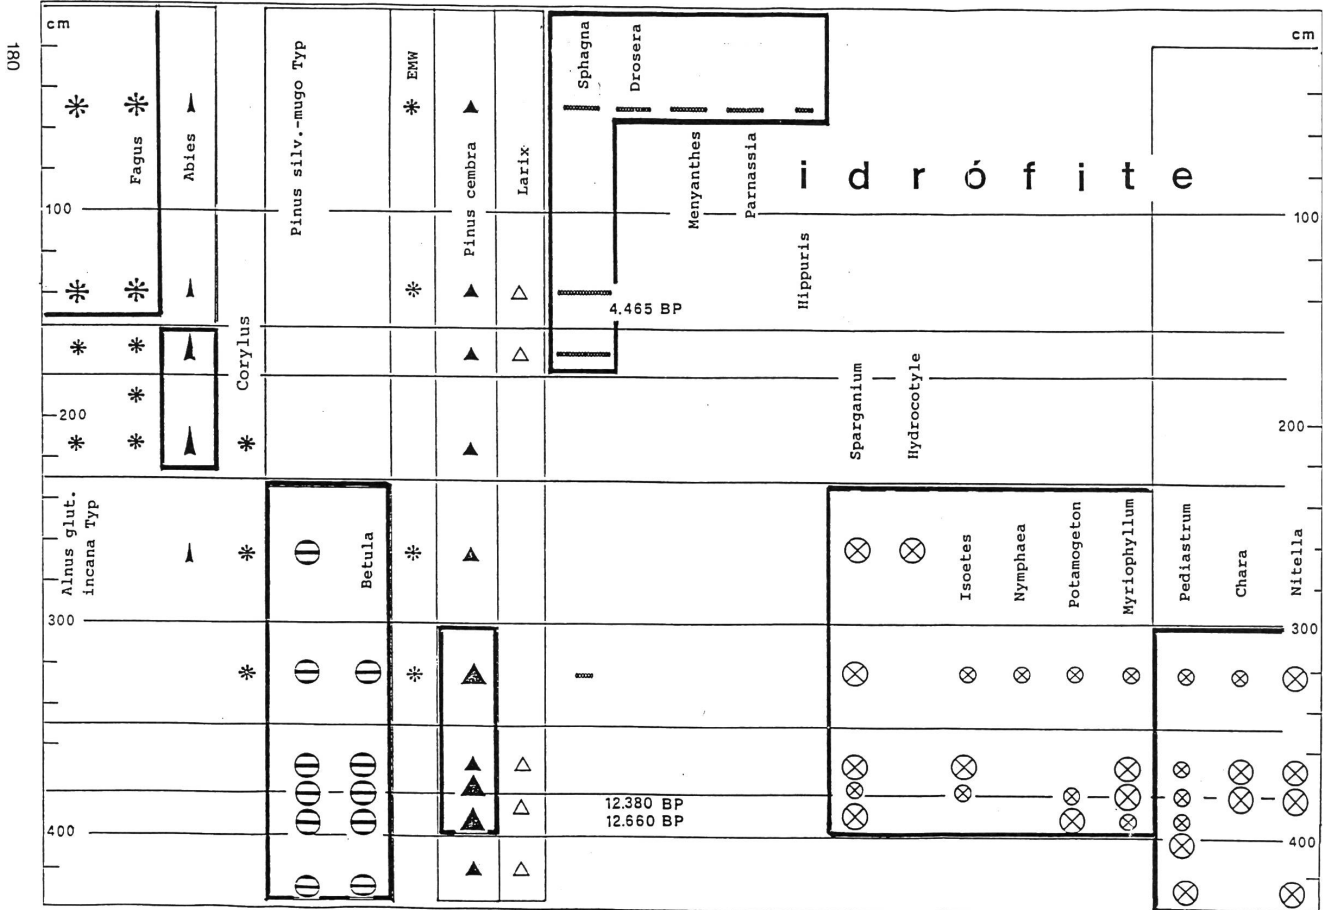 180
cm
cm
Fagus
Abies
Pinus silv.-mugo Typ
EMW
Pinus cembra
Larix
Sphagna
Drosera
Menyanthes
Parnassia
Hippuris
idrófite
100
100
4.465 BP
Corylus
Sparganium
Hydrocotyle
200
200
Alnus glut.
incana Typ
Betula
Isoetes
Nymphaea
Potamogeton
Myriophyllum
Pediastrum
Chara
Nitella
300
300
12.380 BP
12.660 BP
400
400